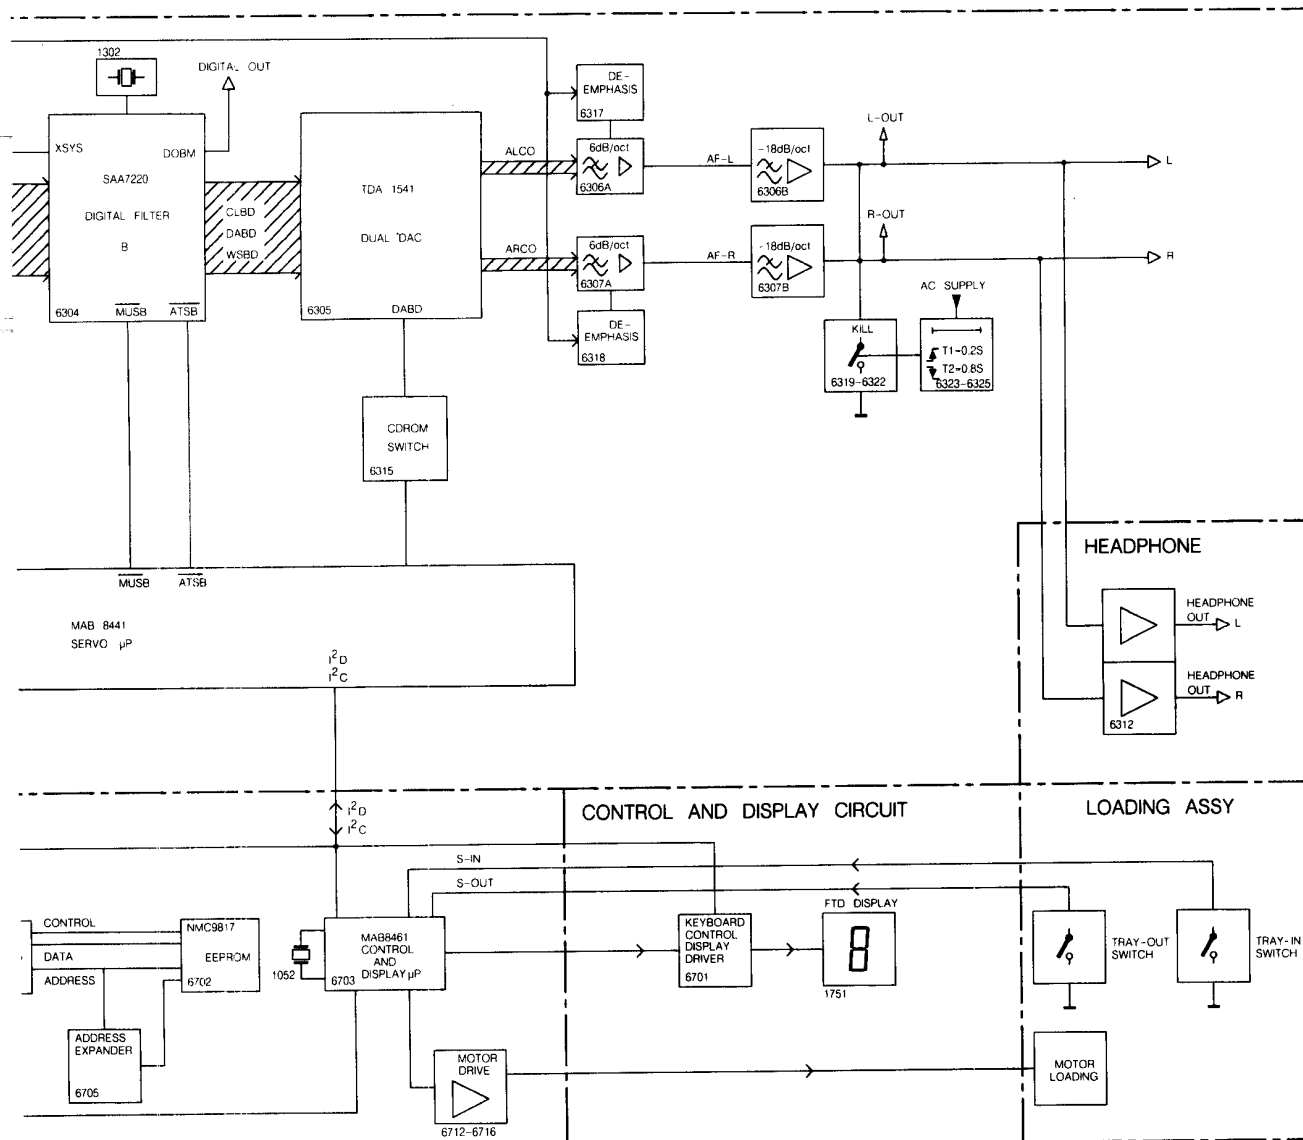 1302
DIGITAL OUT
XSYS
DOBM
SAA7220
DIGITAL FILTER
B
6304
MUSB
ATSB
CLBD
DABD
WSBD
TDA 1541
DUAL DAC
6305
DABD
ALCO
ARCO
DE-
EMPHASIS
6317
6dB/oct
6306A
6dB/oct
6307A
DE-
EMPHASIS
6318
AF-L
AF-R
-18dB/oct
6306B
-18dB/oct
6307B
L-OUT
R-OUT
L
R
AC SUPPLY
KILL
6319-6322
T1=0.2S
T2=0.8S
6323-6325
CDROM
SWITCH
6315
MUSB
ATSB
MAB 8441
SERVO µP
I²D
I²C
HEADPHONE
HEADPHONE
OUT
L
HEADPHONE
OUT
R
6312
I²D
I²C
CONTROL AND DISPLAY CIRCUIT
LOADING ASSY
S-IN
S-OUT
CONTROL
DATA
ADDRESS
NMC9817
EEPROM
6702
1052
MAB8461
CONTROL
AND
DISPLAY µP
6703
KEYBOARD
CONTROL
DISPLAY
DRIVER
6701
FTD DISPLAY
8
1751
TRAY-OUT
SWITCH
TRAY-IN
SWITCH
ADDRESS
EXPANDER
6705
MOTOR
DRIVE
6712-6716
MOTOR
LOADING